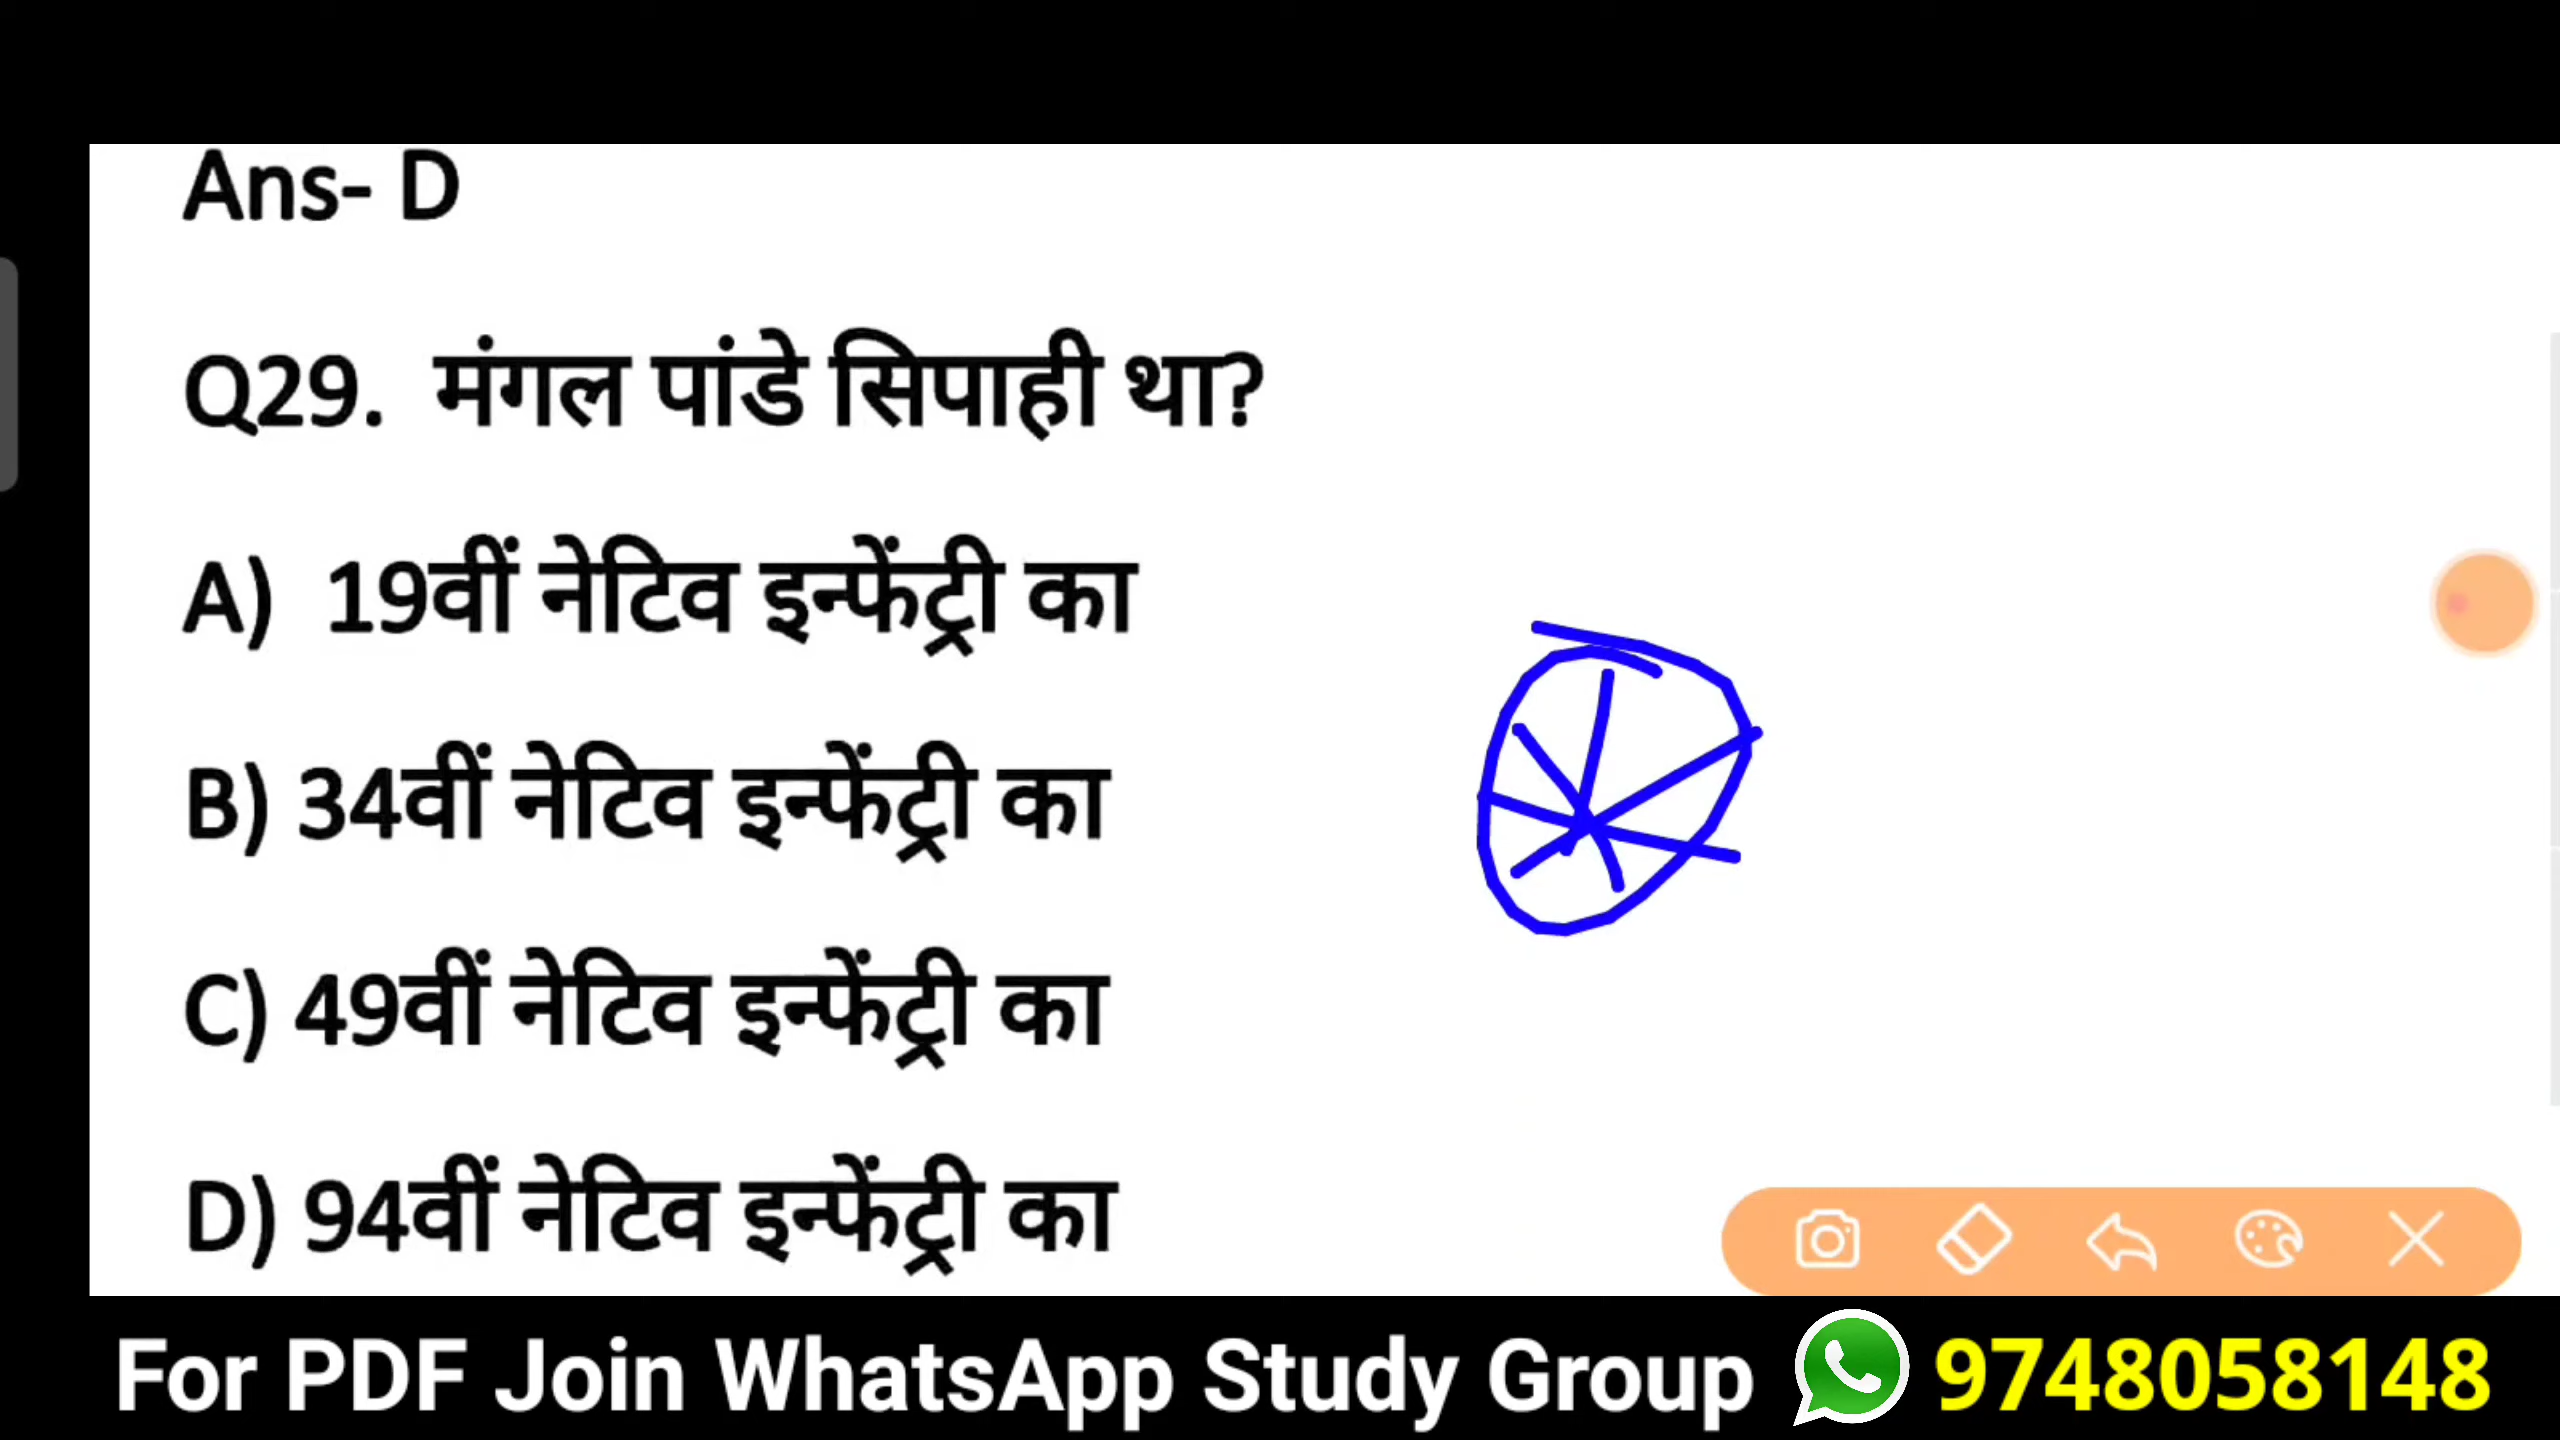 Ans- D
Q29. मंगल पांडे सिपाही था?
A) 19वीं नेटिव इन्फेंट्री का
B) 34वीं नेटिव इन्फेंट्री का
C) 49वीं नेटिव इन्फेंट्री का
D) 94वीं नेटिव इन्फेंट्री का
For PDF Join WhatsApp Study Group 9748058148